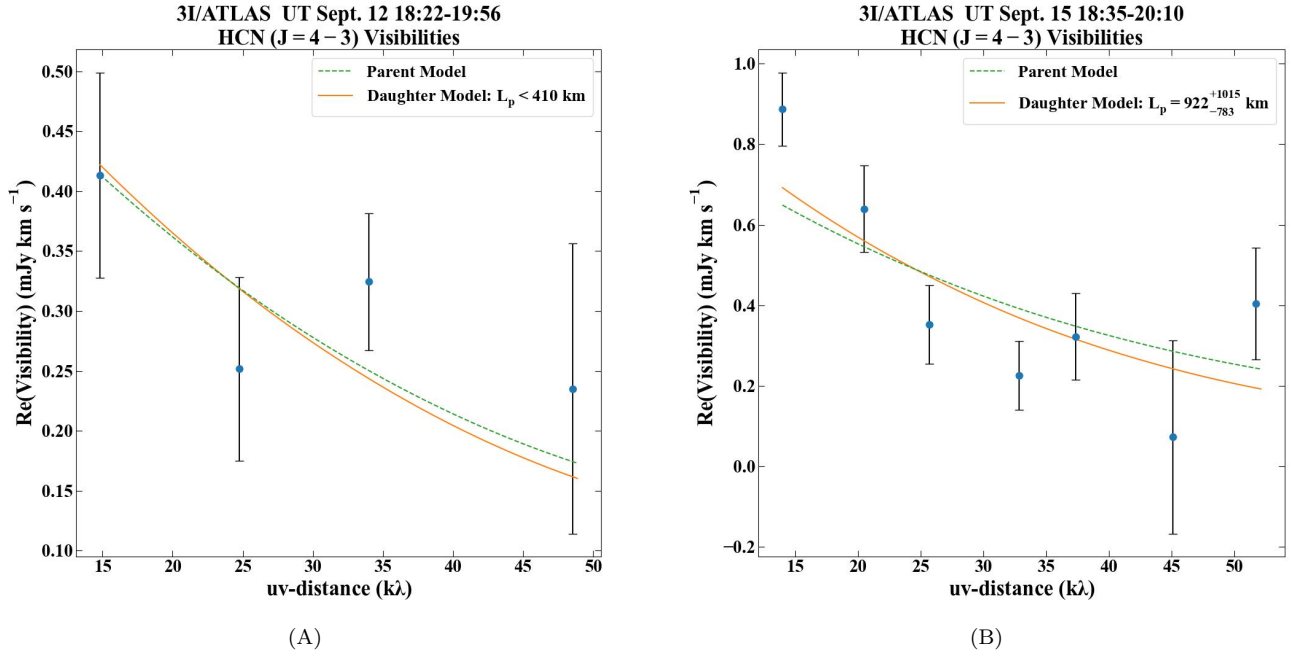 3I/ATLAS UT Sept. 12 18:22-19:56
HCN (J = 4 − 3) Visibilities
Parent Model
Daughter Model: L_p < 410 km
0.50
0.45
0.40
0.35
0.30
0.25
0.20
0.15
0.10
Re(Visibility) (mJy km s⁻¹)
15 20 25 30 35 40 45 50
uv-distance (kλ)
(A)
3I/ATLAS UT Sept. 15 18:35-20:10
HCN (J = 4 − 3) Visibilities
Parent Model
Daughter Model: L_p = 922^{+1015}_{−783} km
1.0
0.8
0.6
0.4
0.2
0.0
−0.2
Re(Visibility) (mJy km s⁻¹)
15 20 25 30 35 40 45 50
uv-distance (kλ)
(B)